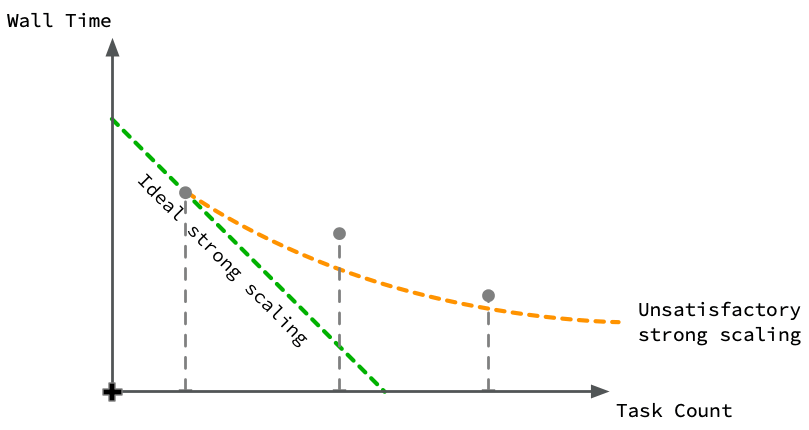 Wall Time
Ideal strong scaling
Unsatisfactory
strong scaling
Task Count